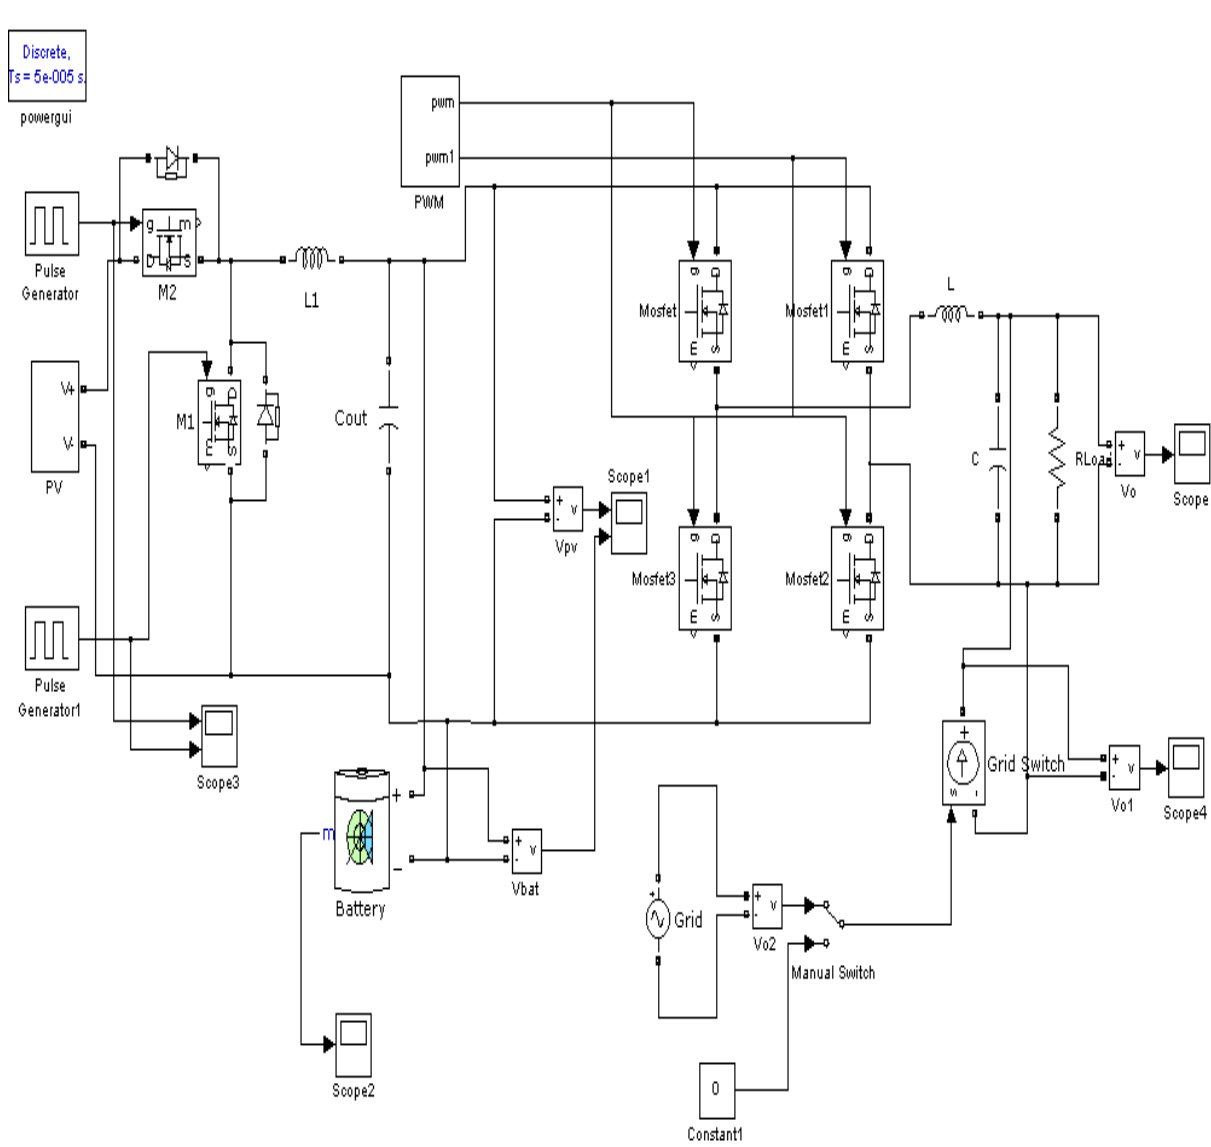 Discrete,
Ts = 5e-005 s.
powergui
pwm
pwm1
PWM
g
m
D
S
M2
Pulse
Generator
L1
Mosfet
g
D
m
S
Mosfet1
g
D
m
S
L
V+
V-
PV
M1
g
D
m
S
Cout
C
RLoa
+
-
v
Vo
Scope
Scope1
+
-
v
Vpv
Mosfet3
g
D
m
S
Mosfet2
g
D
m
S
Pulse
Generator1
Scope3
+
s
-
Grid Switch
+
-
v
Vo1
Scope4
m
+
-
Battery
+
-
v
Vbat
+
Grid
+
-
v
Vo2
Manual Switch
Scope2
0
Constant1